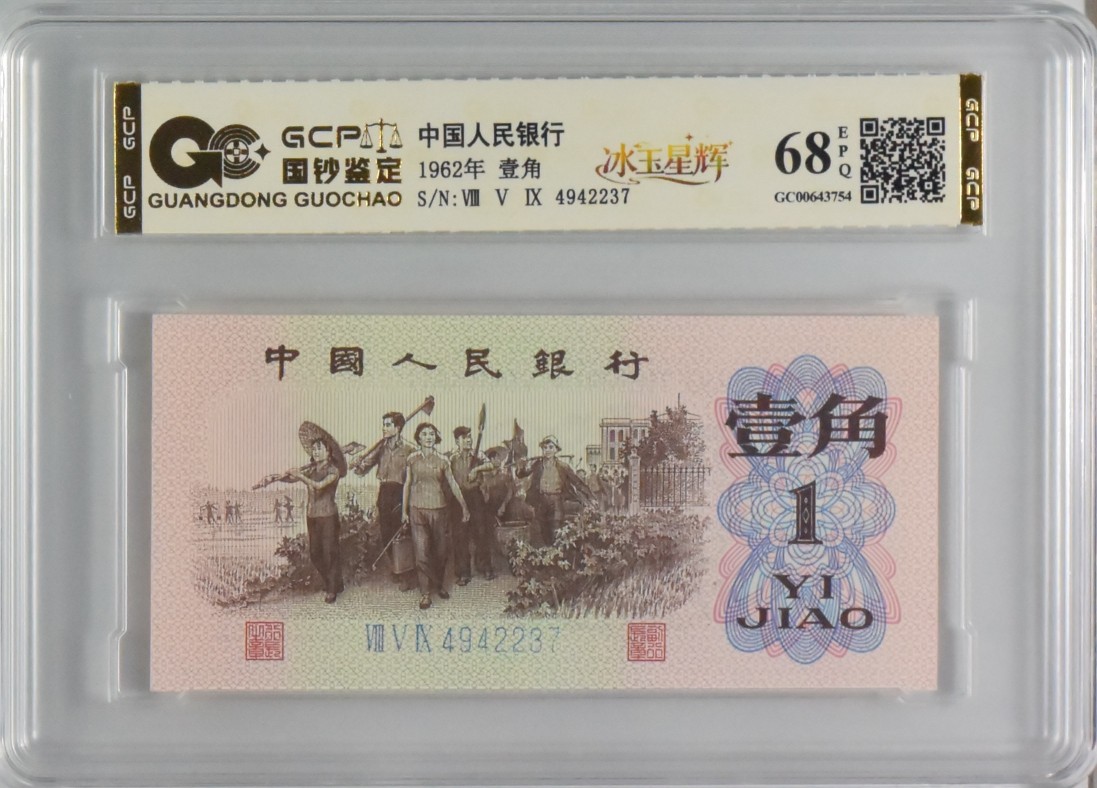 GCP
GCP
GCP
国钞鉴定
GUANGDONG GUOCHAO
中国人民银行
1962年 壹角
S/N:Ⅷ Ⅴ Ⅸ 4942237
冰玉星辉
68
EPQ
GC00643754
GCP
GCP
中國人民銀行
壹角
1
YI
JIAO
Ⅷ Ⅴ Ⅸ 4942237